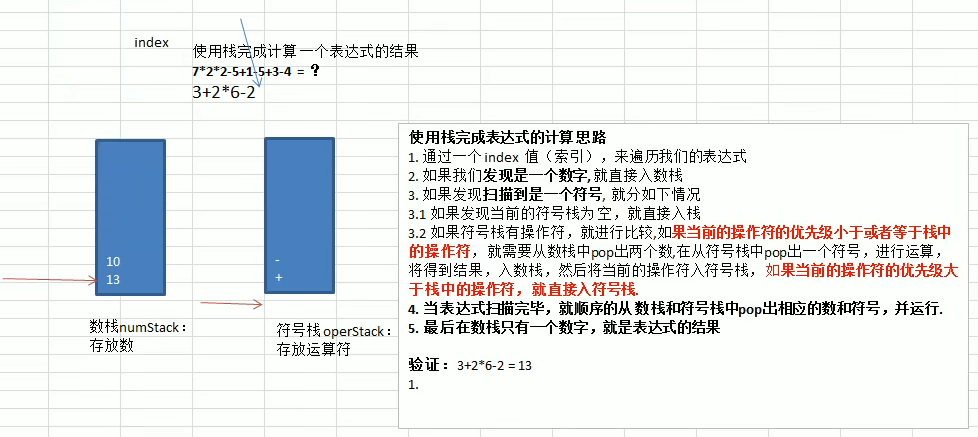 index
使用栈完成计算 一个表达式的结果
7*2*2-5+1-5+3-4 = ？
3+2*6-2
10
13
-
+
数栈numStack：
存放数
符号栈 operStack：
存放运算符
使用栈完成表达式的计算 思路
1. 通过一个 index 值（索引），来遍历我们的表达式
2. 如果我们发现是一个数字, 就直接入数栈
3. 如果发现扫描到是一个符号, 就分如下情况
3.1 如果发现当前的符号栈为 空，就直接入栈
3.2 如果符号栈有操作符，就进行比较,如果当前的操作符的优先级小于或者等于栈中
的操作符，就需要从数栈中pop出两个数,在从符号栈中pop出一个符号，进行运算，
将得到结果，入数栈，然后将当前的操作符入符号栈，如果当前的操作符的优先级大
于栈中的操作符，就直接入符号栈.
4. 当表达式扫描完毕，就顺序的从 数栈和符号栈中pop出相应的数和符号，并运行.
5. 最后在数栈只有一个数字，就是表达式的结果
验证：3+2*6-2 = 13
1.